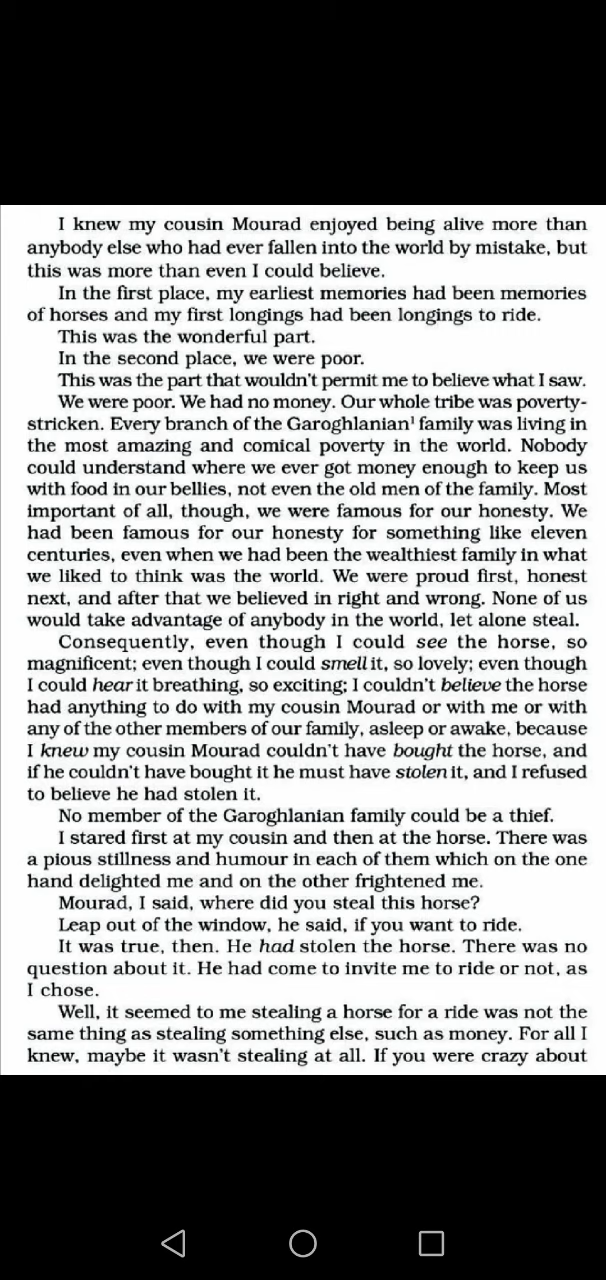 I knew my cousin Mourad enjoyed being alive more than
anybody else who had ever fallen into the world by mistake, but
this was more than even I could believe.
In the first place, my earliest memories had been memories
of horses and my first longings had been longings to ride.
This was the wonderful part.
In the second place, we were poor.
This was the part that wouldn't permit me to believe what I saw.
We were poor. We had no money. Our whole tribe was poverty-
stricken. Every branch of the Garoghlanian¹ family was living in
the most amazing and comical poverty in the world. Nobody
could understand where we ever got money enough to keep us
with food in our bellies, not even the old men of the family. Most
important of all, though, we were famous for our honesty. We
had been famous for our honesty for something like eleven
centuries, even when we had been the wealthiest family in what
we liked to think was the world. We were proud first, honest
next, and after that we believed in right and wrong. None of us
would take advantage of anybody in the world, let alone steal.
Consequently, even though I could see the horse, so
magnificent; even though I could smell it, so lovely; even though
I could hear it breathing, so exciting; I couldn't believe the horse
had anything to do with my cousin Mourad or with me or with
any of the other members of our family, asleep or awake, because
I knew my cousin Mourad couldn't have bought the horse, and
if he couldn't have bought it he must have stolen it, and I refused
to believe he had stolen it.
No member of the Garoghlanian family could be a thief.
I stared first at my cousin and then at the horse. There was
a pious stillness and humour in each of them which on the one
hand delighted me and on the other frightened me.
Mourad, I said, where did you steal this horse?
Leap out of the window, he said, if you want to ride.
It was true, then. He had stolen the horse. There was no
question about it. He had come to invite me to ride or not, as
I chose.
Well, it seemed to me stealing a horse for a ride was not the
same thing as stealing something else, such as money. For all I
knew, maybe it wasn't stealing at all. If you were crazy about